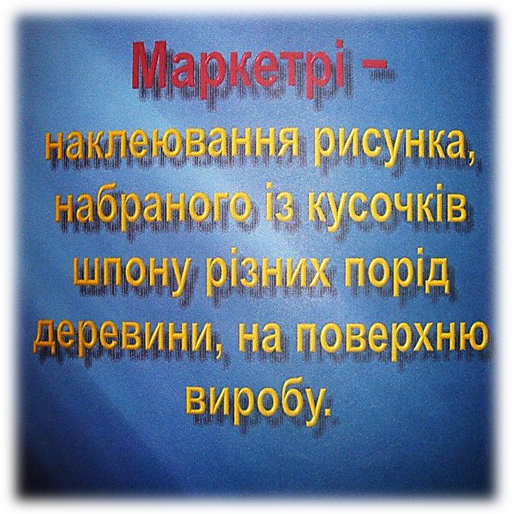 Маркетрі –
наклеювання рисунка,
набраного із кусочків
шпону різних порід
деревини, на поверхню
виробу.